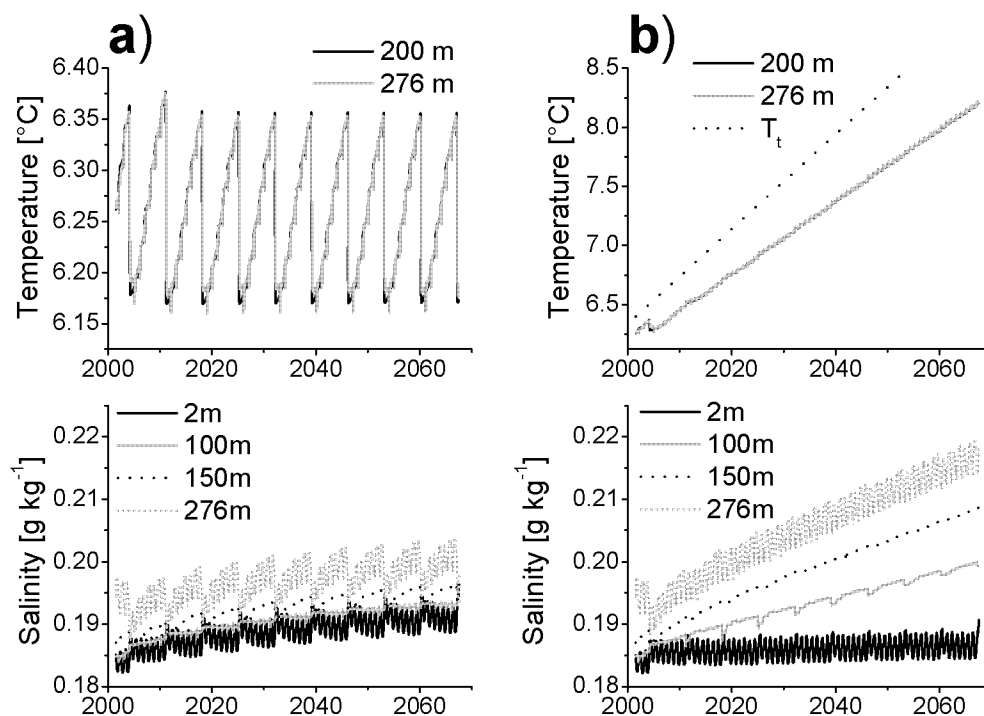 a)
200 m
276 m
Temperature [°C]
6.40
6.35
6.30
6.25
6.20
6.15
2000 2020 2040 2060
b)
200 m
276 m
Tt
Temperature [°C]
8.5
8.0
7.5
7.0
6.5
2000 2020 2040 2060
2m
100m
150m
276m
Salinity [g kg-1]
0.22
0.21
0.20
0.19
0.18
2000 2020 2040 2060
2m
100m
150m
276m
Salinity [g kg-1]
0.22
0.21
0.20
0.19
0.18
2000 2020 2040 2060